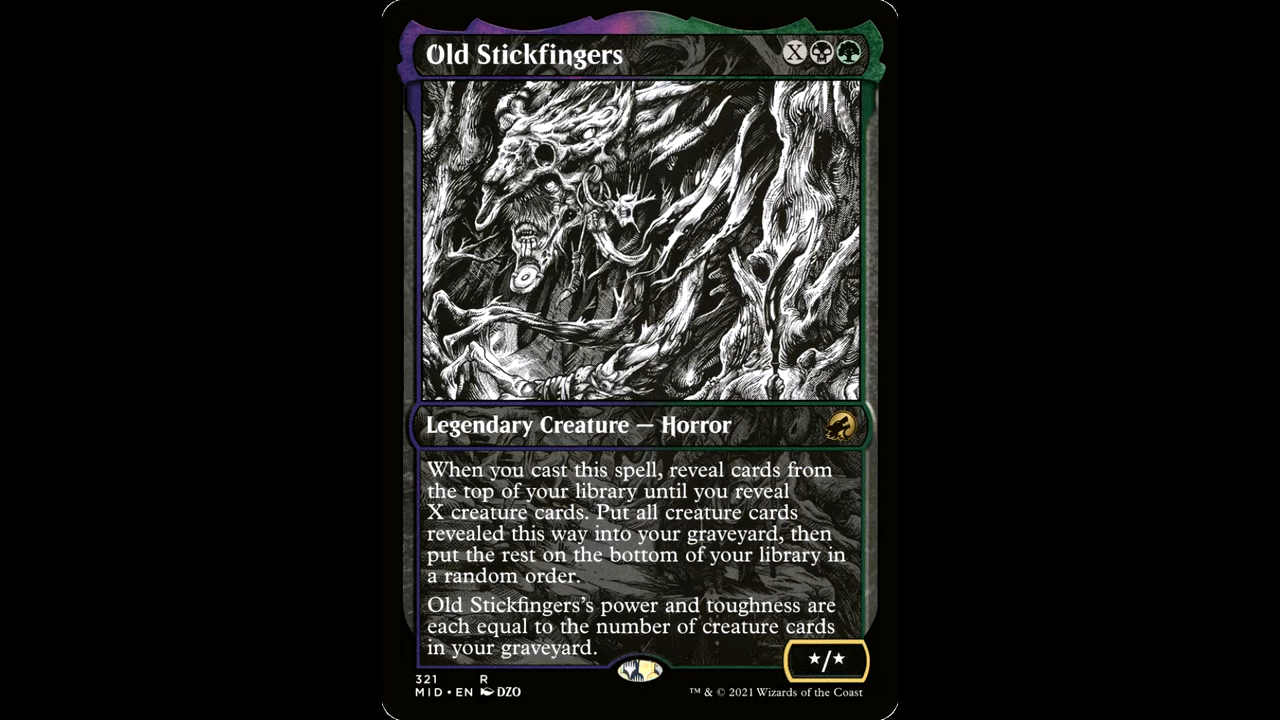 Old Stickfingers X
Legendary Creature — Horror
When you cast this spell, reveal cards from
the top of your library until you reveal
X creature cards. Put all creature cards
revealed this way into your graveyard, then
put the rest on the bottom of your library in
a random order.
Old Stickfingers’s power and toughness are
each equal to the number of creature cards
in your graveyard.
★/★
321 R
MID • EN DZO
™ & © 2021 Wizards of the Coast